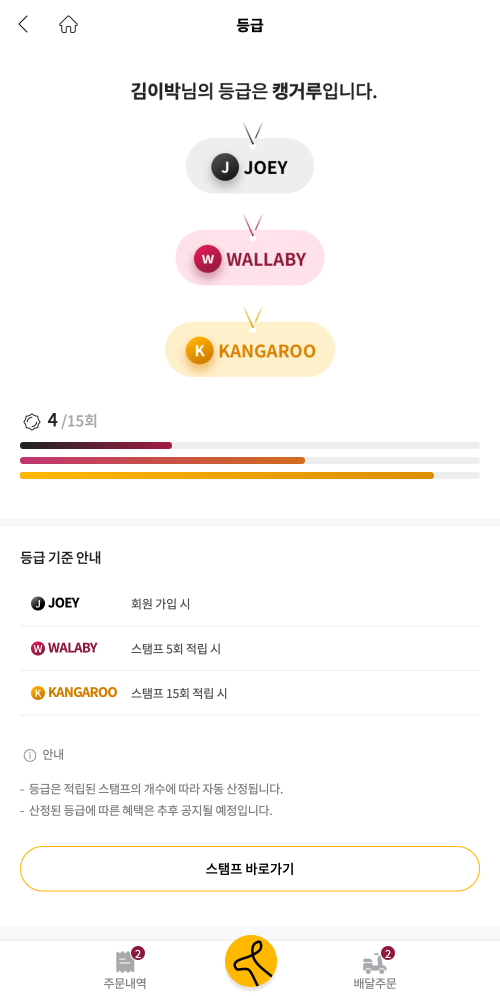 등급
김이박님의 등급은 캥거루입니다.
J JOEY
W WALLABY
K KANGAROO
4 /15회
등급 기준 안내
J JOEY 회원 가입 시
W WALABY 스탬프 5회 적립 시
K KANGAROO 스탬프 15회 적립 시
안내
- 등급은 적립된 스탬프의 개수에 따라 자동 산정됩니다.
- 산정된 등급에 따른 혜택은 추후 공지될 예정입니다.
스탬프 바로가기
2 2
주문내역 배달주문